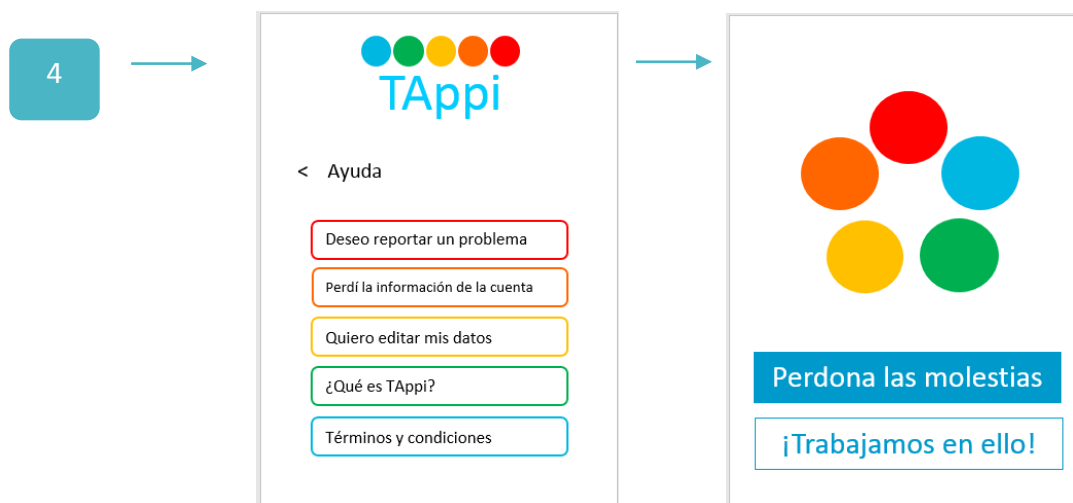 4
TAppi
< Ayuda
Deseo reportar un problema
Perdí la información de la cuenta
Quiero editar mis datos
¿Qué es TAppi?
Términos y condiciones
Perdona las molestias
¡Trabajamos en ello!